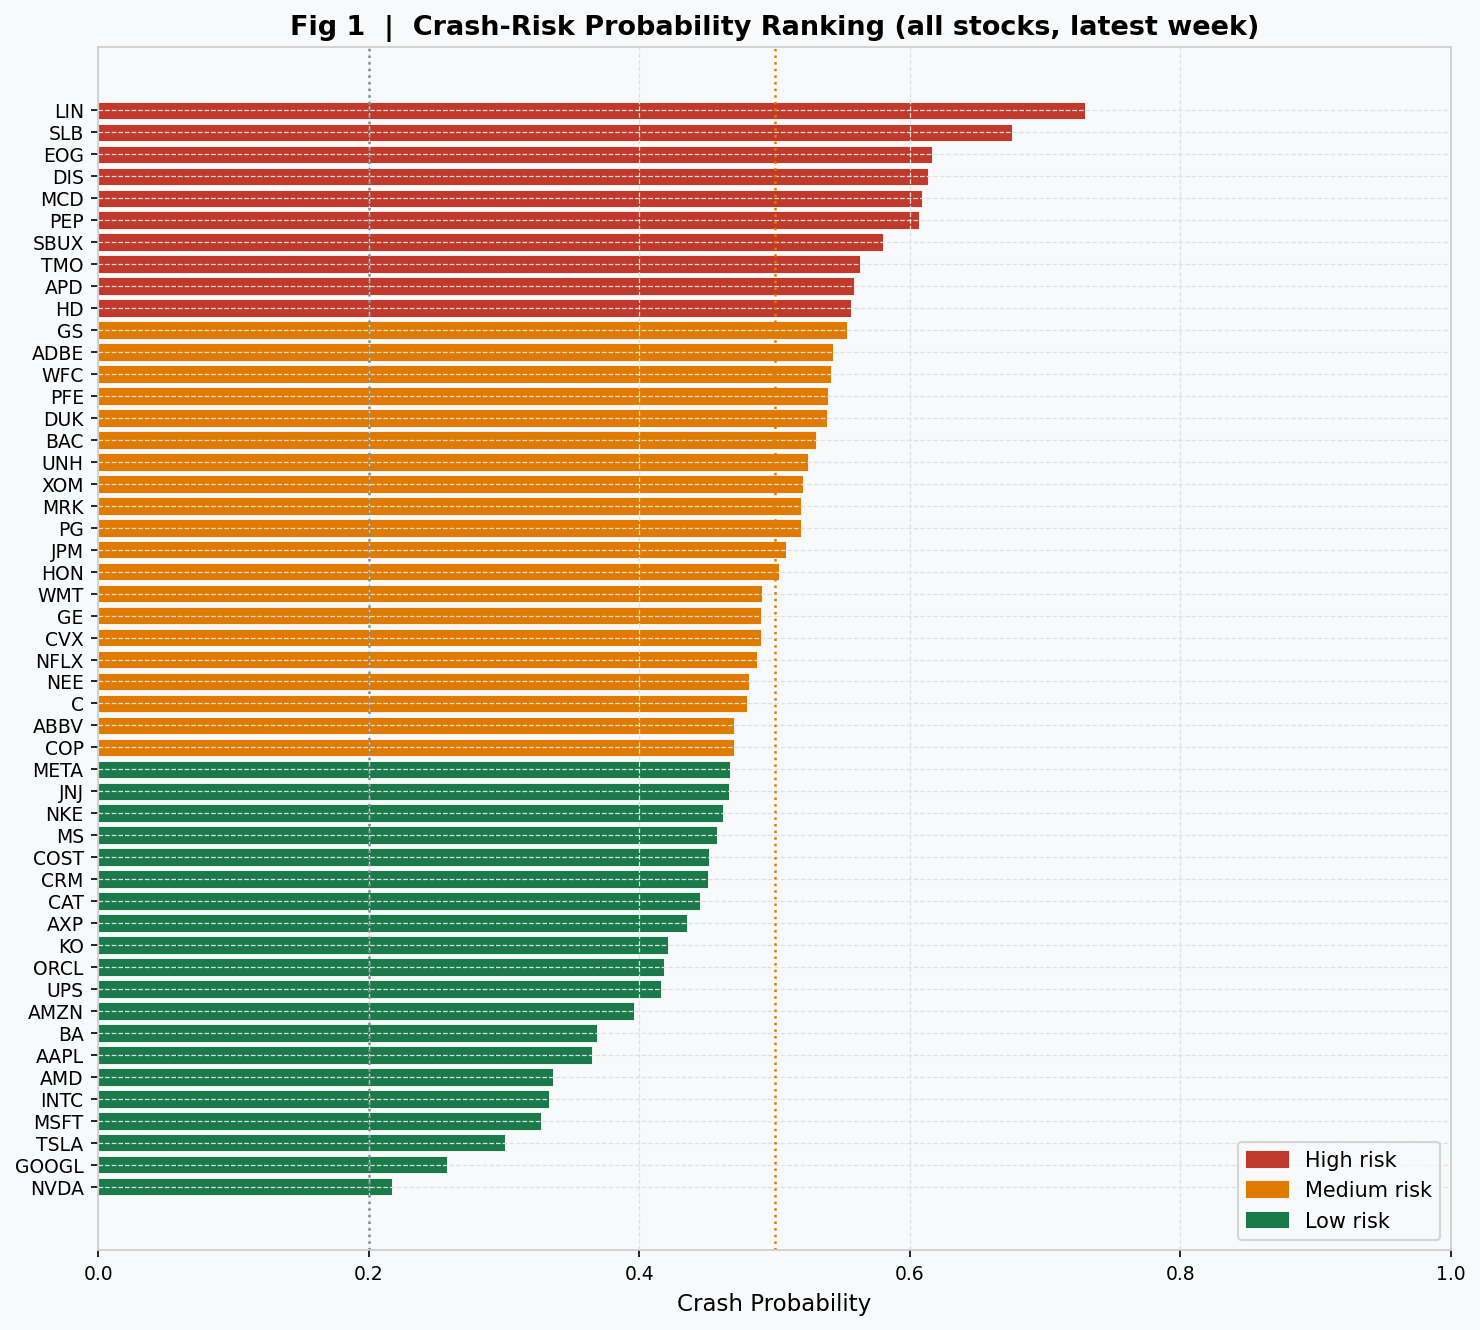 Fig 1 | Crash-Risk Probability Ranking (all stocks, latest week)
LIN
SLB
EOG
DIS
MCD
PEP
SBUX
TMO
APD
HD
GS
ADBE
WFC
PFE
DUK
BAC
UNH
XOM
MRK
PG
JPM
HON
WMT
GE
CVX
NFLX
NEE
C
ABBV
COP
META
JNJ
NKE
MS
COST
CRM
CAT
AXP
KO
ORCL
UPS
AMZN
BA
AAPL
AMD
INTC
MSFT
TSLA
GOOGL
NVDA
High risk
Medium risk
Low risk
0.0 0.2 0.4 0.6 0.8 1.0
Crash Probability